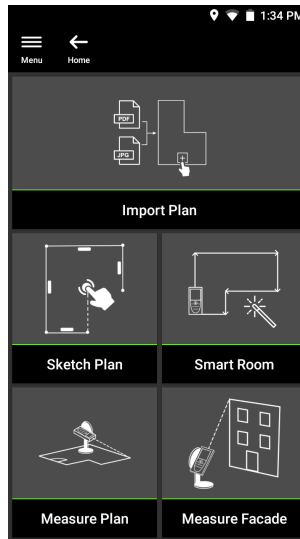 1:34 PM
Menu
Home
PDF
JPG
Import Plan
Sketch Plan
Smart Room
Measure Plan
Measure Facade